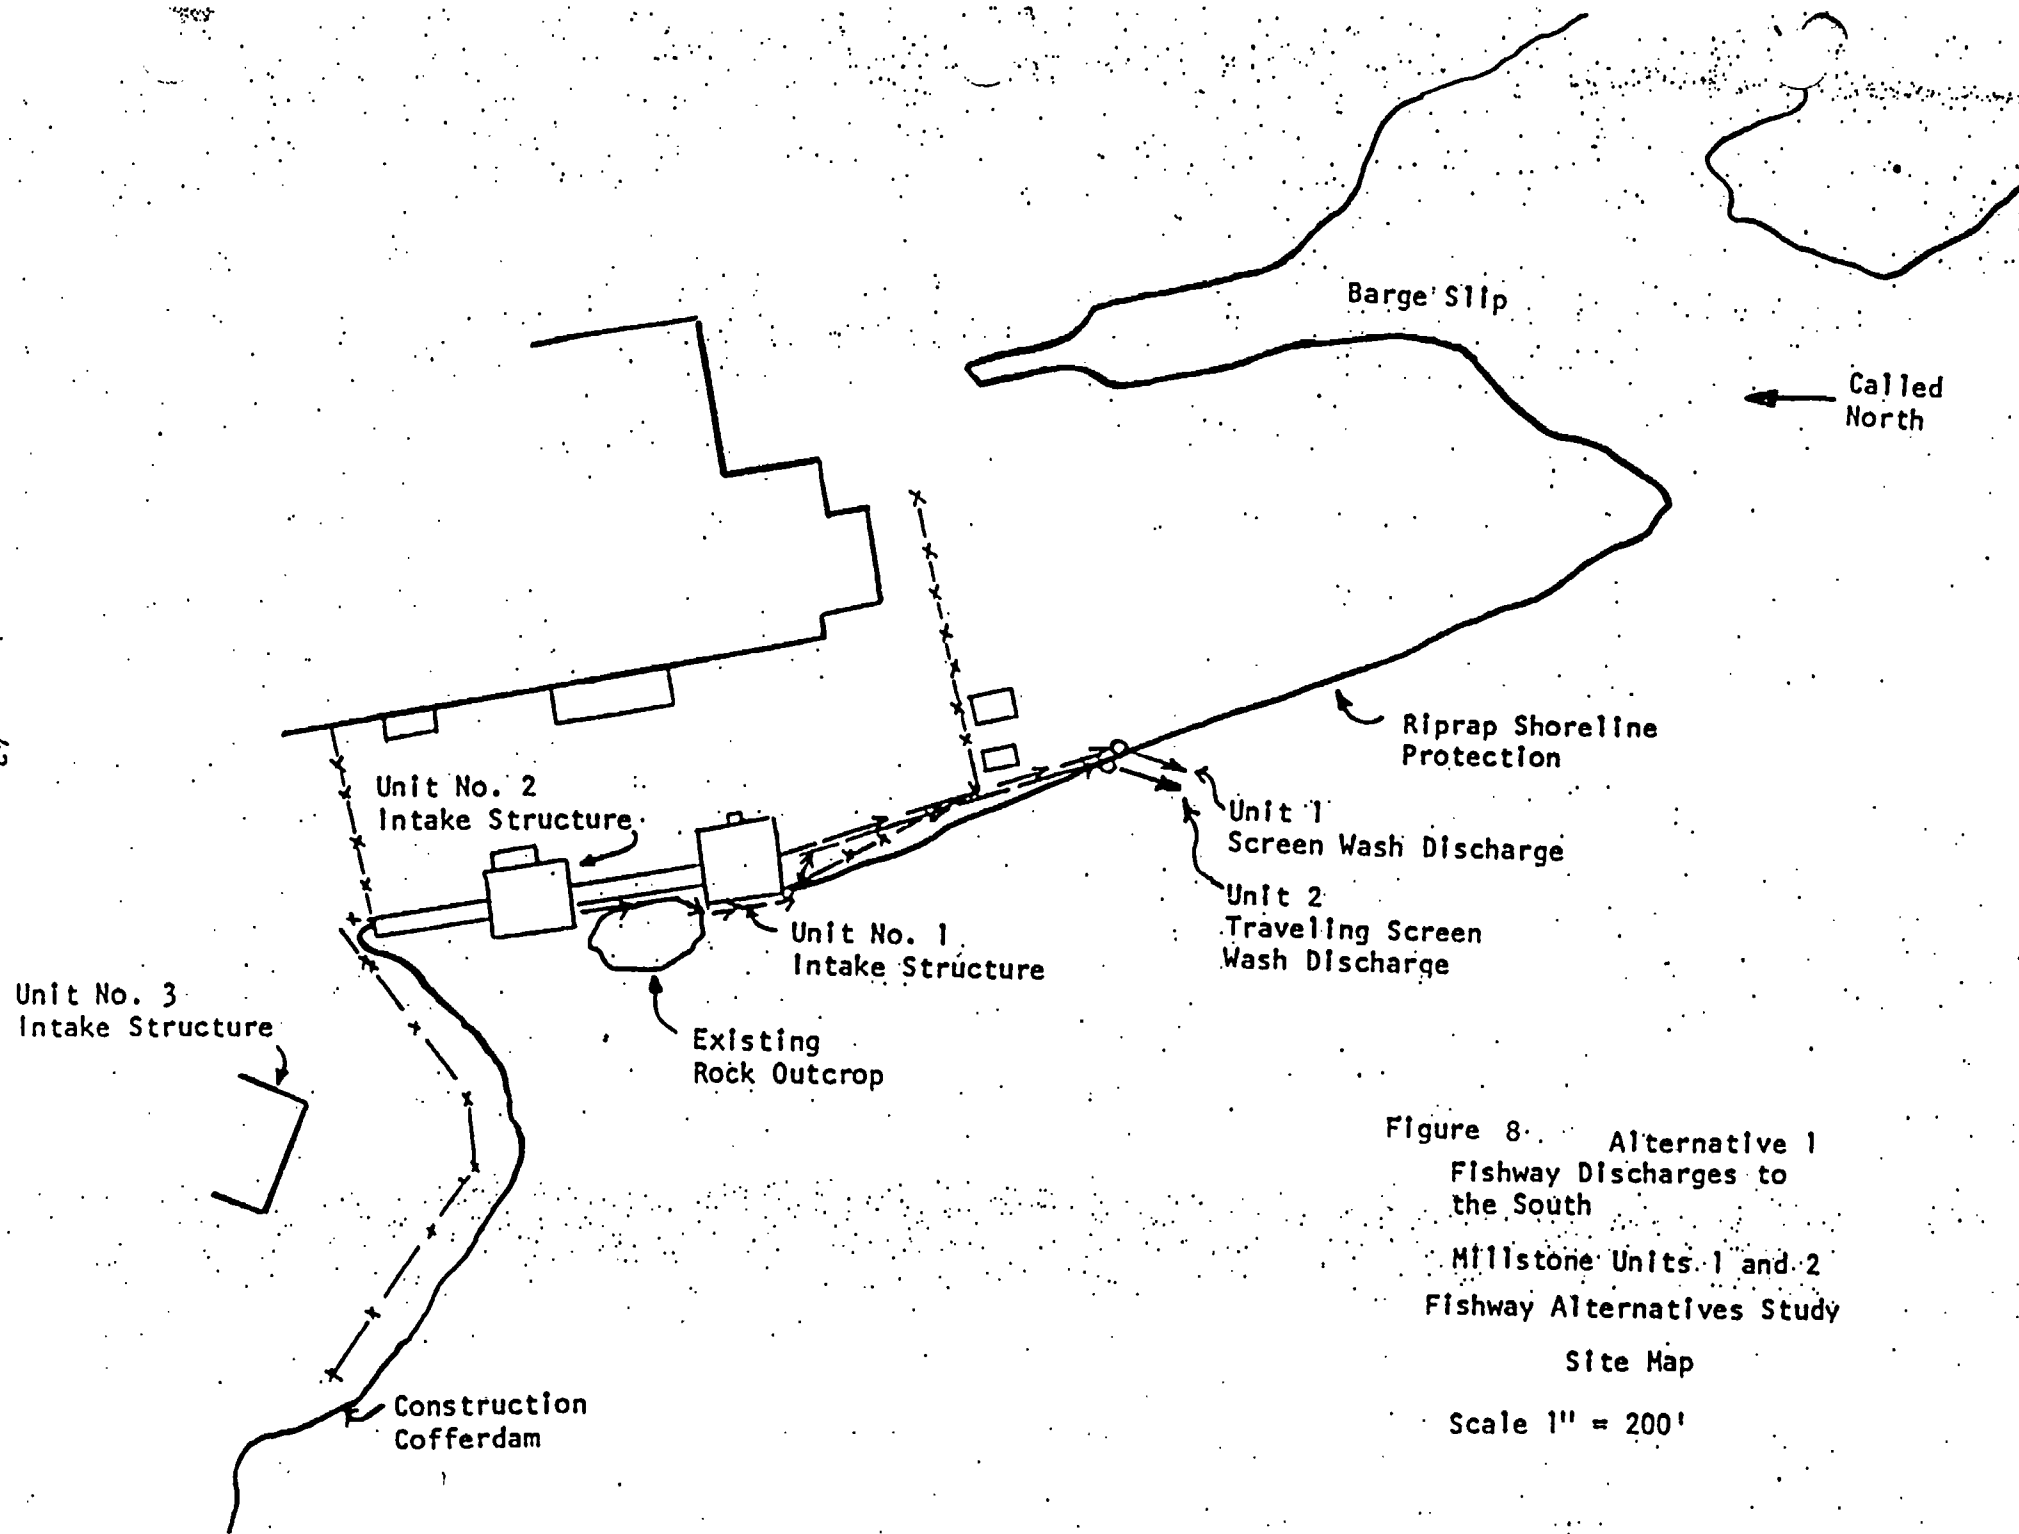 Barge Slip
Called
North
Riprap Shoreline
Protection
Unit No. 2
Intake Structure
Unit 1
Screen Wash Discharge
Unit 2
Traveling Screen
Wash Discharge
Unit No. 1
Intake Structure
Unit No. 3
Intake Structure
Existing
Rock Outcrop
Figure 8 Alternative 1
Fishway Discharges to
the South
Millstone Units 1 and 2
Fishway Alternatives Study
Site Map
Construction
Cofferdam
Scale 1" = 200'